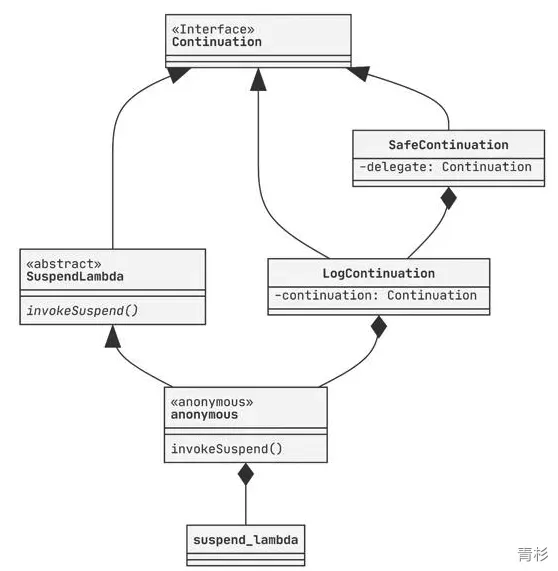 «Interface»
Continuation
SafeContinuation
-delegate: Continuation
«abstract»
SuspendLambda
invokeSuspend()
LogContinuation
-continuation: Continuation
«anonymous»
anonymous
invokeSuspend()
suspend_lambda
青杉